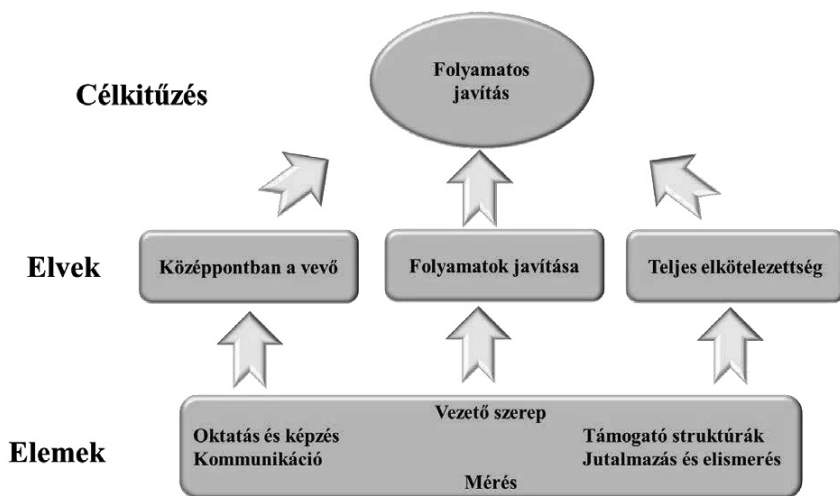 Célkitűzés
Folyamatos
javítás
Elvek
Középpontban a vevő
Folyamatok javítása
Teljes elkötelezettség
Elemek
Vezető szerep
Oktatás és képzés
Kommunikáció
Támogató struktúrák
Jutalmazás és elismerés
Mérés